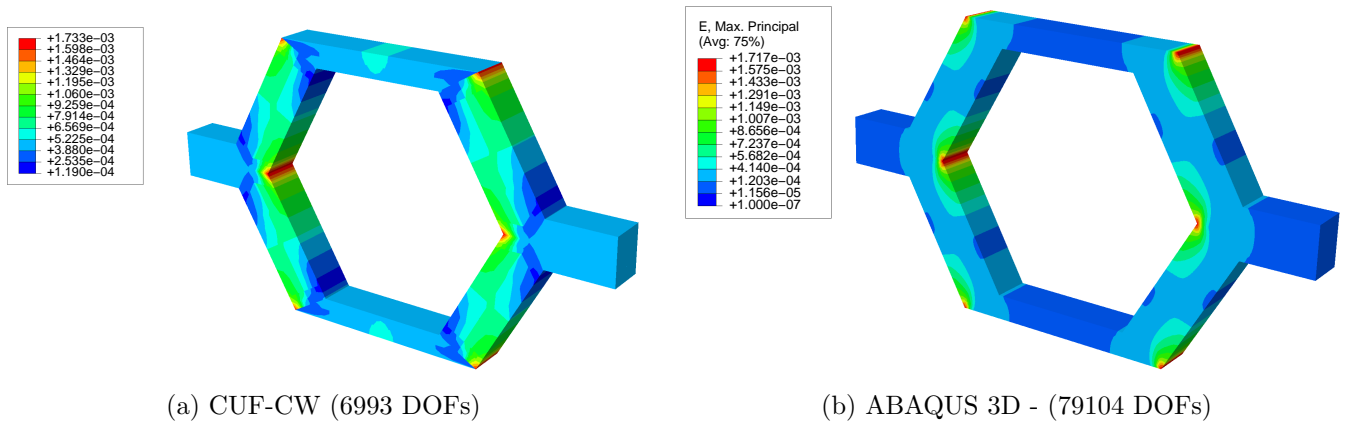 +1.733e−03
+1.598e−03
+1.464e−03
+1.329e−03
+1.195e−03
+1.060e−03
+9.259e−04
+7.914e−04
+6.569e−04
+5.225e−04
+3.880e−04
+2.535e−04
+1.190e−04
E, Max. Principal
(Avg: 75%)
+1.717e−03
+1.575e−03
+1.433e−03
+1.291e−03
+1.149e−03
+1.007e−03
+8.656e−04
+7.237e−04
+5.682e−04
+4.140e−04
+1.203e−04
+1.156e−05
+1.000e−07
(a) CUF-CW (6993 DOFs)
(b) ABAQUS 3D - (79104 DOFs)